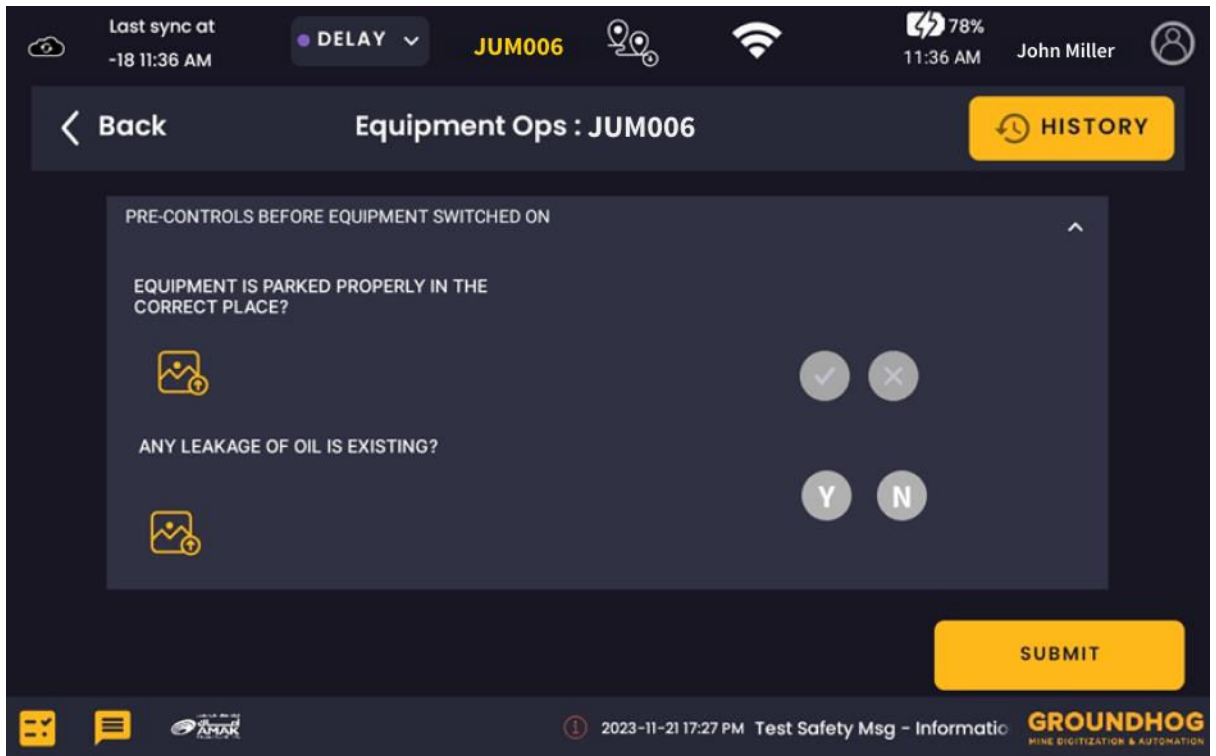 Last sync at
-18 11:36 AM
DELAY
JUM006
78%
11:36 AM
John Miller
Back
Equipment Ops : JUM006
HISTORY
PRE-CONTROLS BEFORE EQUIPMENT SWITCHED ON
EQUIPMENT IS PARKED PROPERLY IN THE
CORRECT PLACE?
ANY LEAKAGE OF OIL IS EXISTING?
Y N
SUBMIT
AMAK
2023-11-21 17:27 PM Test Safety Msg - Informatio
GROUNDHOG
MINE DIGITIZATION & AUTOMATION